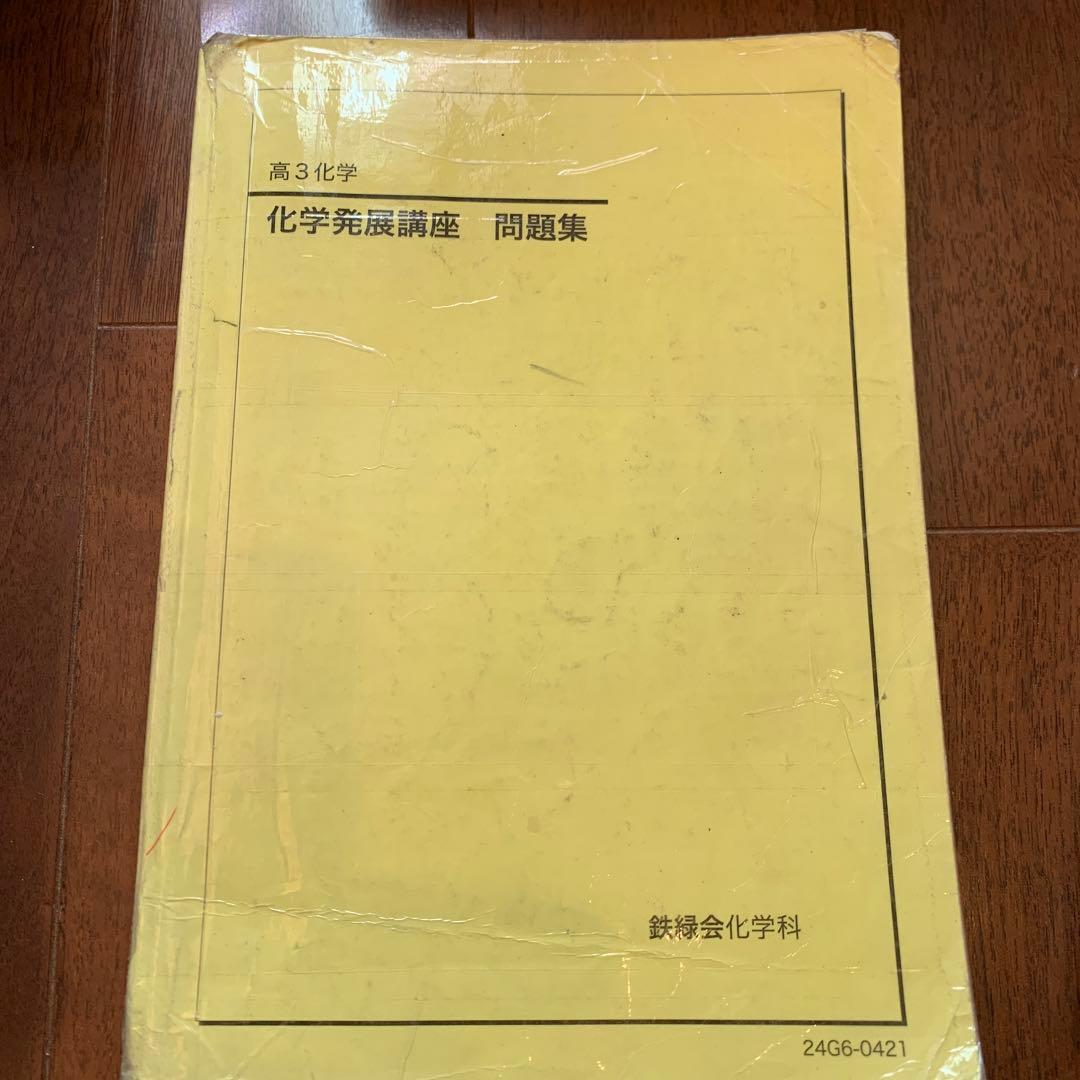 高3化学
化学発展講座　問題集
鉄緑会化学科
24G6-0421